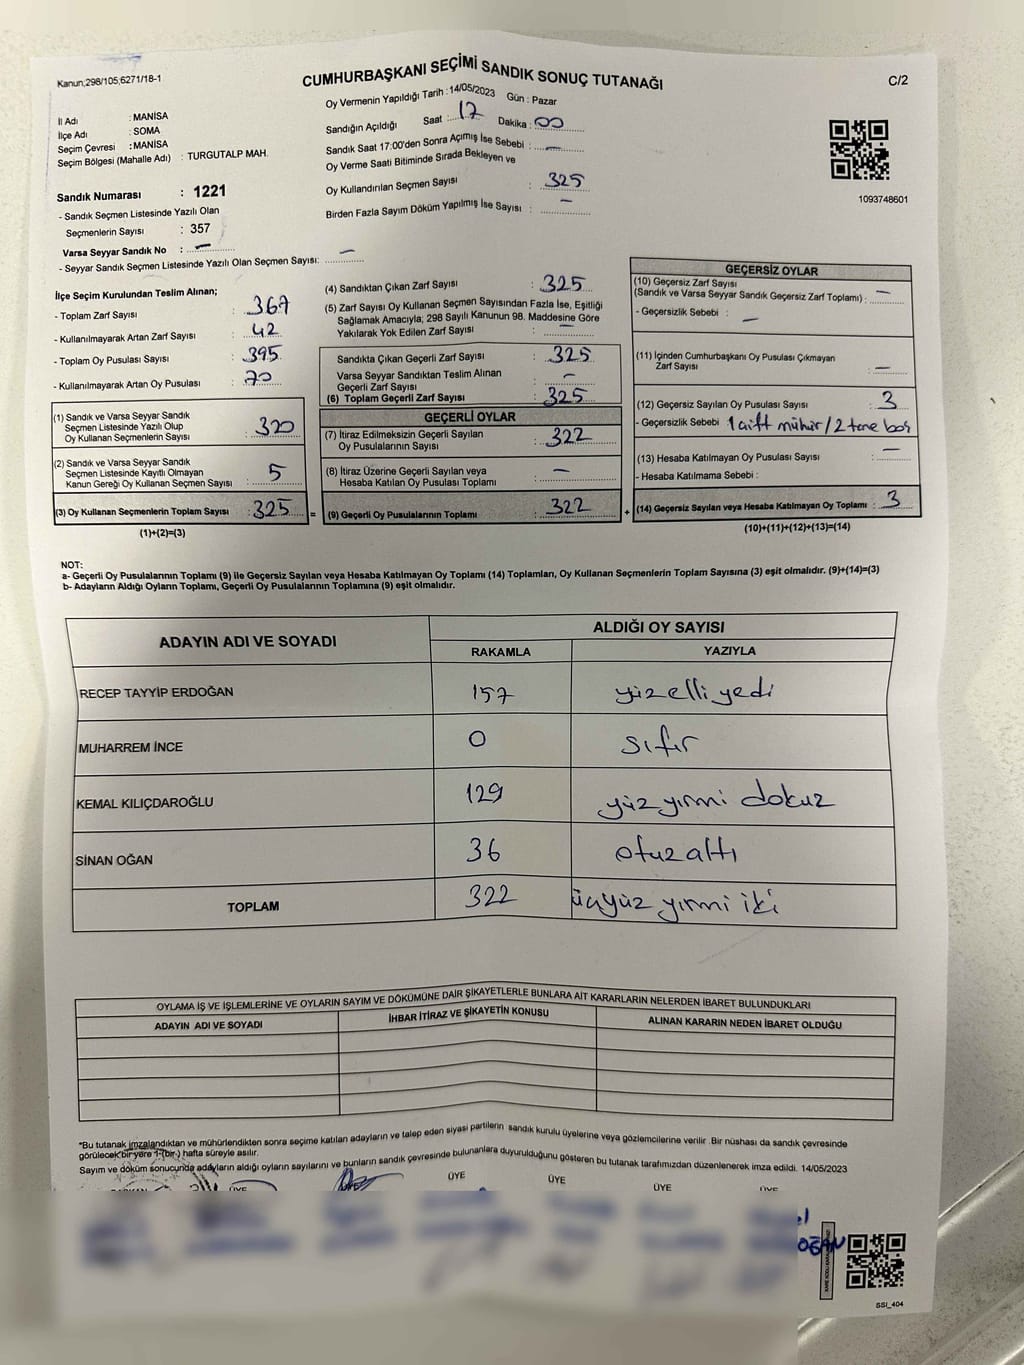 Kanun;298/105;6271/18-1
CUMHURBAŞKANI SEÇİMİ SANDIK SONUÇ TUTANAĞI
C/2
İl Adı : MANİSA
İlçe Adı : SOMA
Seçim Çevresi : MANİSA
Seçim Bölgesi (Mahalle Adı) : TURGUTALP MAH.
Sandık Numarası : 1221
- Sandık Seçmen Listesinde Yazılı Olan
Seçmenlerin Sayısı : 357
Varsa Seyyar Sandık No : —
- Seyyar Sandık Seçmen Listesinde Yazılı Olan Seçmen Sayısı: —
Oy Vermenin Yapıldığı Tarih : 14/05/2023 Gün : Pazar
Sandığın Açıldığı Saat : 17 Dakika : 00
Sandık Saat 17:00'den Sonra Açımış İse Sebebi : —
Oy Verme Saati Bitiminde Sırada Bekleyen ve
Oy Kullandırılan Seçmen Sayısı : 325
Birden Fazla Sayım Döküm Yapılmış İse Sayısı : —
1093748601
İlçe Seçim Kurulundan Teslim Alınan;
- Toplam Zarf Sayısı : 367
- Kullanılmayarak Artan Zarf Sayısı : 42
- Toplam Oy Pusulası Sayısı : 395
- Kullanılmayarak Artan Oy Pusulası : 70
(1) Sandık ve Varsa Seyyar Sandık
Seçmen Listesinde Yazılı Olup
Oy Kullanan Seçmenlerin Sayısı : 320
(2) Sandık ve Varsa Seyyar Sandık
Seçmen Listesinde Kayıtlı Olmayan
Kanun Gereği Oy Kullanan Seçmen Sayısı : 5
(3) Oy Kullanan Seçmenlerin Toplam Sayısı : 325 =
(1)+(2)=(3)
(4) Sandıktan Çıkan Zarf Sayısı : 325
(5) Zarf Sayısı Oy Kullanan Seçmen Sayısından Fazla İse, Eşitliği
Sağlamak Amacıyla; 298 Sayılı Kanunun 98. Maddesine Göre
Yakılarak Yok Edilen Zarf Sayısı : —
Sandıkta Çıkan Geçerli Zarf Sayısı : 325
Varsa Seyyar Sandıktan Teslim Alınan
Geçerli Zarf Sayısı : —
(6) Toplam Geçerli Zarf Sayısı : 325
GEÇERLİ OYLAR
(7) İtiraz Edilmeksizin Geçerli Sayılan
Oy Pusulasının Sayısı : 322
(8) İtiraz Üzerine Geçerli Sayılan veya
Hesaba Katılan Oy Pusulası Toplamı : —
(9) Geçerli Oy Pusulalarının Toplamı : 322 +
GEÇERSİZ OYLAR
(10) Geçersiz Zarf Sayısı
(Sandık ve Varsa Seyyar Sandık Geçersiz Zarf Toplamı) : —
- Geçersizlik Sebebi : —
(11) İçinden Cumhurbaşkanı Oy Pusulası Çıkmayan
Zarf Sayısı : —
(12) Geçersiz Sayılan Oy Pusulası Sayısı : 3
- Geçersizlik Sebebi 1 çift mühür / 2 tane boş
(13) Hesaba Katılmayan Oy Pusulası Sayısı : —
- Hesaba Katılmama Sebebi :
(14) Geçersiz Sayılan veya Hesaba Katılmayan Oy Toplamı : 3
(10)+(11)+(12)+(13)=(14)
NOT:
a- Geçerli Oy Pusulalarının Toplamı (9) ile Geçersiz Sayılan veya Hesaba Katılmayan Oy Toplamı (14) Toplamları, Oy Kullanan Seçmenlerin Toplam Sayısına (3) eşit olmalıdır. (9)+(14)=(3)
b- Adayların Aldığı Oyların Toplamı, Geçerli Oy Pusulalarının Toplamına (9) eşit olmalıdır.
ADAYIN ADI VE SOYADI ALDIĞI OY SAYISI
RAKAMLA YAZIYLA
RECEP TAYYİP ERDOĞAN 157 yüz elli yedi
MUHARREM İNCE 0 sıfır
KEMAL KILIÇDAROĞLU 129 yüz yirmi dokuz
SİNAN OĞAN 36 otuz altı
TOPLAM 322 üçyüz yirmi iki
OYLAMA İŞ VE İŞLEMLERİNE VE OYLARIN SAYIM VE DÖKÜMÜNE DAİR ŞİKAYETLERLE BUNLARA AİT KARARLARIN NELERDEN İBARET BULUNDUKLARI
ADAYIN ADI VE SOYADI İHBAR İTİRAZ VE ŞİKAYETİN KONUSU ALINAN KARARIN NEDEN İBARET OLDUĞU
*Bu tutanak imzalandıktan ve mühürlendikten sonra seçime katılan adayların ve talep eden siyasi partilerin sandık kurulu üyelerine veya gözlemcilerine verilir .Bir nüshası da sandık çevresinde
görülecek bir yere 1-(bir) hafta süreyle asılır.
Sayım ve döküm sonucunda adayların aldığı oyların sayılarını ve bunların sandık çevresinde bulunanlara duyurulduğunu gösteren bu tutanak tarafımızdan düzenlenerek imza edildi. 14/05/2023
ÜYE ÜYE ÜYE ÜYE ÜYE
SSI_404